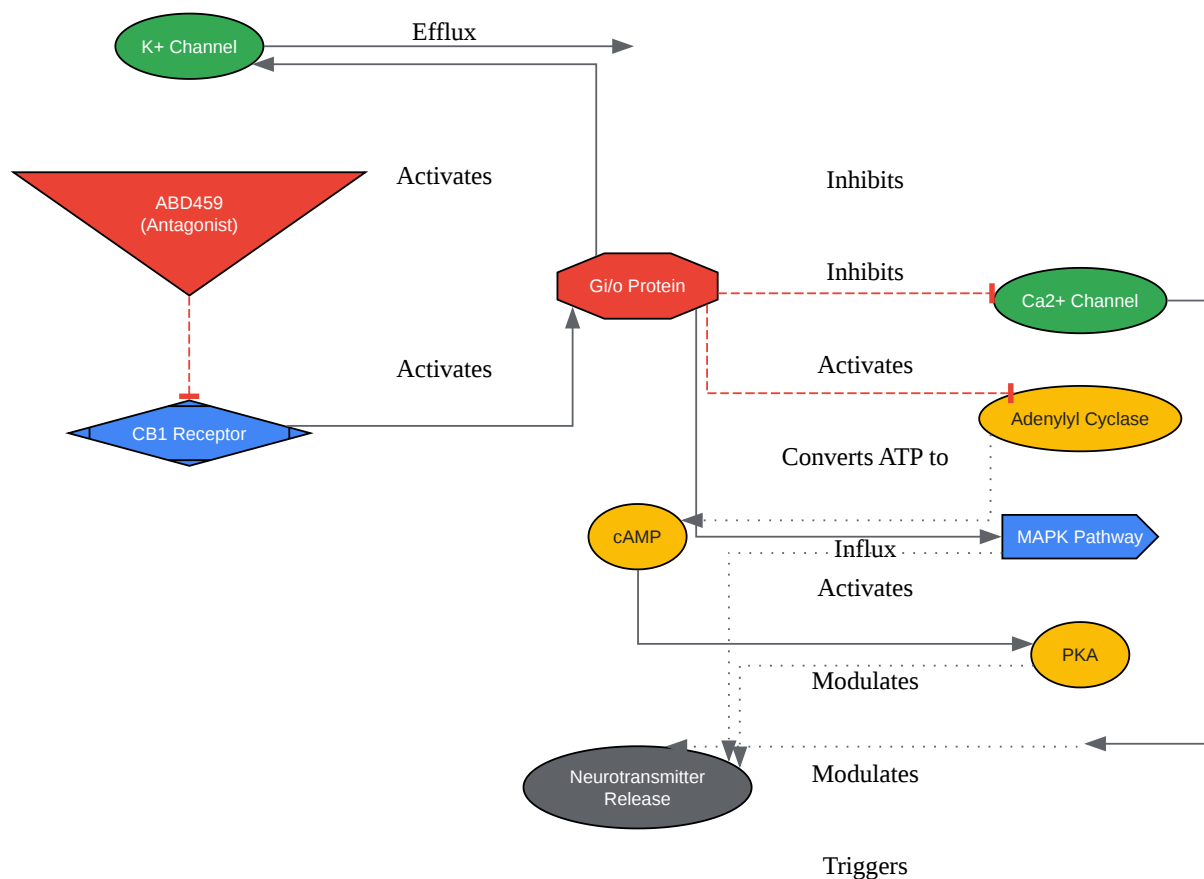 Efflux
K+ Channel
Activates
Inhibits
ABD459
(Antagonist)
Inhibits
Gi/o Protein
Ca2+ Channel
Activates
Activates
Adenylyl Cyclase
CB1 Receptor
Converts ATP to
cAMP
MAPK Pathway
Influx
Activates
PKA
Modulates
Neurotransmitter
Release
Modulates
Triggers